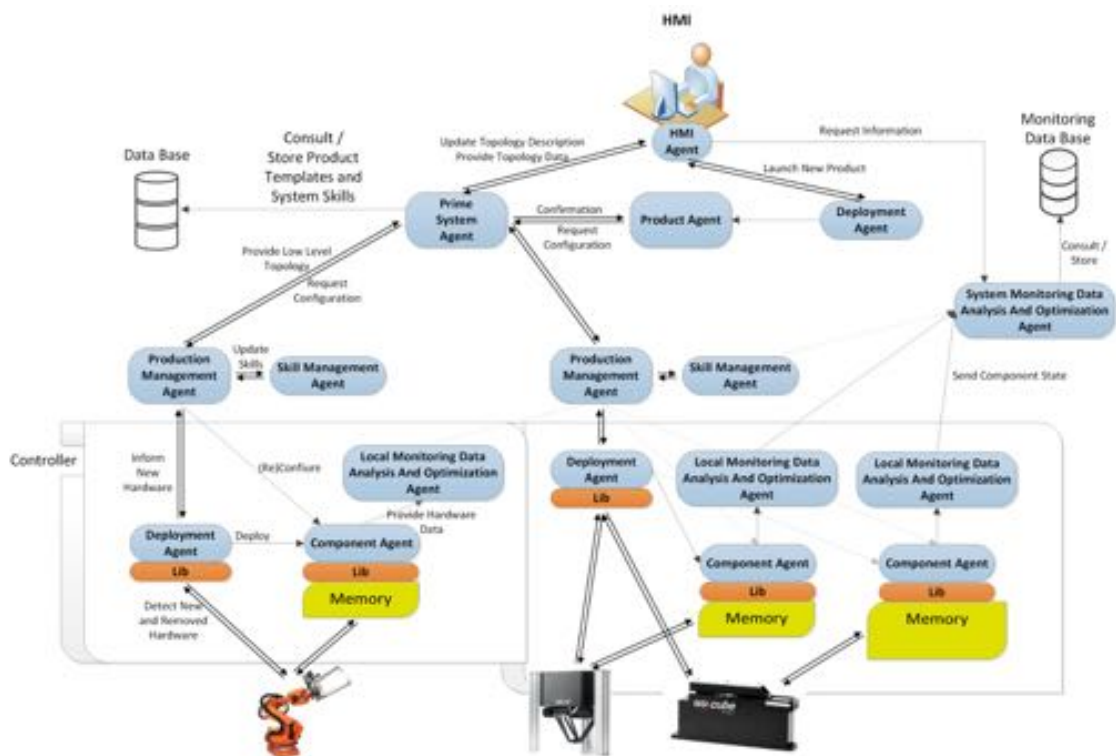 HMI
Consult /
Store Product
Templates and
System Skills
Data Base
Update Topology Description
Provide Topology Data
HMI
Agent
Request Information
Monitoring
Data Base
Launch New Product
Prime
System
Agent
Confirmation
Request
Configuration
Product Agent
Deployment
Agent
Provide Low Level
Topology
Request
Configuration
Consult /
Store
System Monitoring Data
Analysis And Optimization
Agent
Production
Management
Agent
Update
Skills
Skill Management
Agent
Production
Management
Agent
Skill Management
Agent
Send Component State
Controller
Inform
New
Hardware
(Re)Confiure
Local Monitoring Data
Analysis And Optimization
Agent
Provide Hardware
Data
Deployment
Agent
Lib
Local Monitoring Data
Analysis And Optimization
Agent
Local Monitoring Data
Analysis And Optimization
Agent
Deployment
Agent
Lib
Deploy
Component Agent
Lib
Memory
Component Agent
Lib
Memory
Component Agent
Lib
Memory
Detect New
and Removed
Hardware
cube